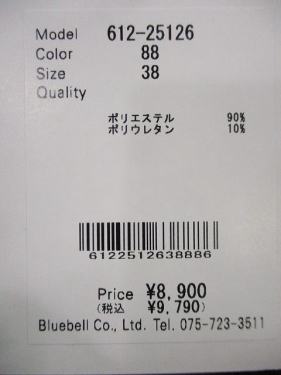 Model 612-25126
Color 88
Size 38
Quality
ポリエステル 90%
ポリウレタン 10%
6122512638886
Price ¥8,900
(税込 ¥9,790)
Bluebell Co., Ltd. Tel. 075-723-3511